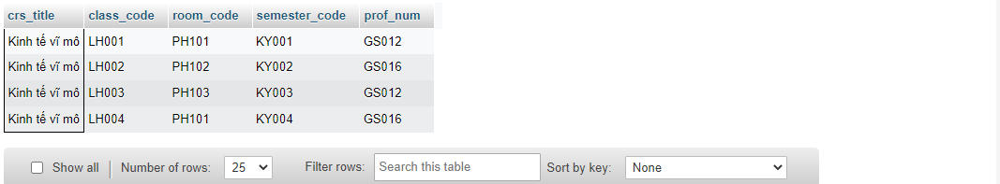 crs_title class_code room_code semester_code prof_num
Kinh tế vĩ mô LH001 PH101 KY001 GS012
Kinh tế vĩ mô LH002 PH102 KY002 GS016
Kinh tế vĩ mô LH003 PH103 KY003 GS012
Kinh tế vĩ mô LH004 PH101 KY004 GS016
Show all Number of rows: 25 Filter rows: Search this table Sort by key: None